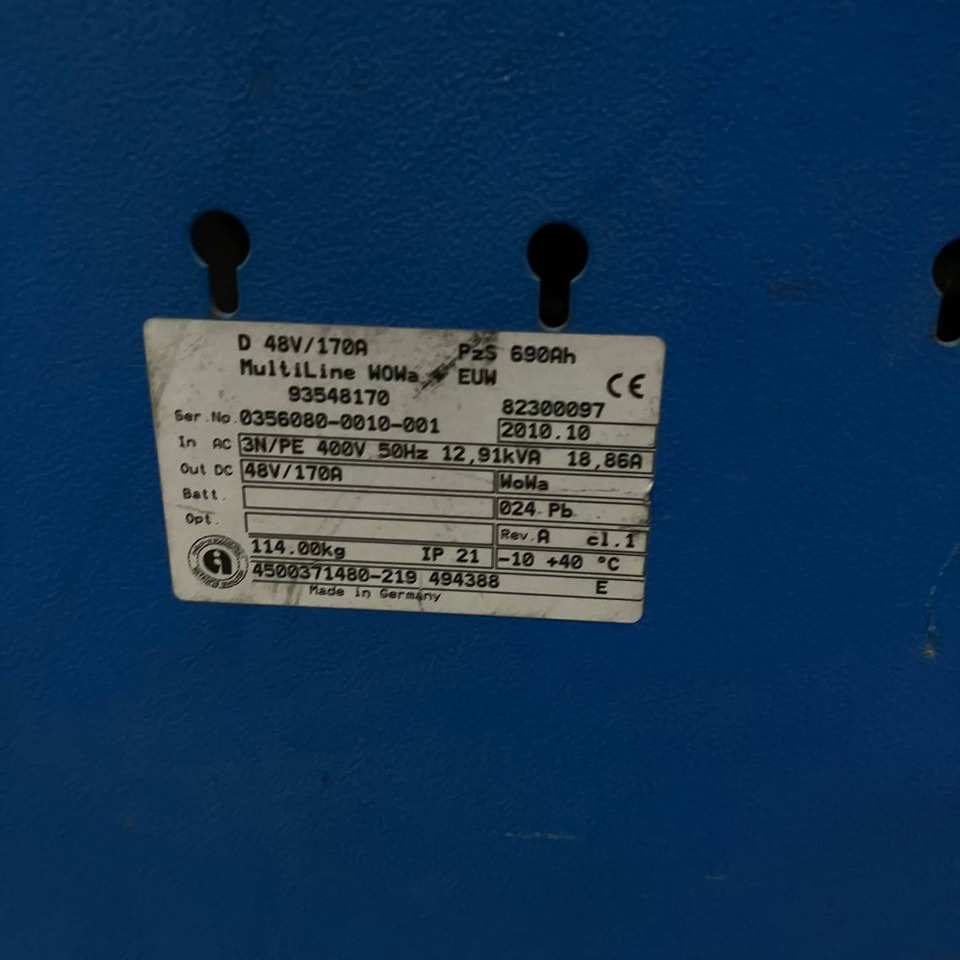 D 48V/170A PzS 690Ah
MultiLine WOWa EUW
93548170 82300097
CE
Ser.No. 0356080-0010-001 2010.10
In AC 3N/PE 400V 50Hz 12,91kVA 18,86A
Out DC 48V/170A WoWa
Batt. 024 Pb
Opt. Rev.A cl.1
114.00kg IP 21 -10 +40 °C
4500371480-219 494388 E
Made in Germany